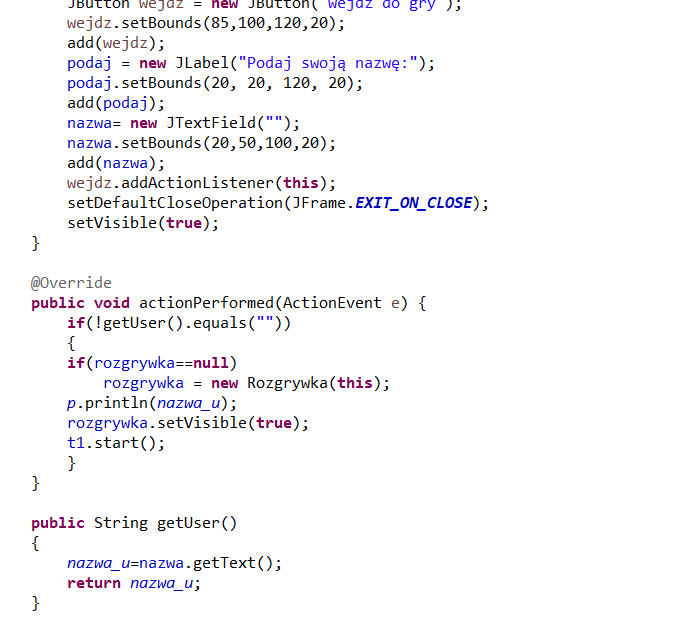 JButton wejdz = new JButton("wejdź do gry");
wejdz.setBounds(85,100,120,20);
add(wejdz);
podaj = new JLabel("Podaj swoją nazwę:");
podaj.setBounds(20, 20, 120, 20);
add(podaj);
nazwa= new JTextField("");
nazwa.setBounds(20,50,100,20);
add(nazwa);
wejdz.addActionListener(this);
setDefaultCloseOperation(JFrame.EXIT_ON_CLOSE);
setVisible(true);
}
@Override
public void actionPerformed(ActionEvent e) {
if(!getUser().equals(""))
{
if(rozgrywka==null)
rozgrywka = new Rozgrywka(this);
p.println(nazwa_u);
rozgrywka.setVisible(true);
t1.start();
}
}
public String getUser()
{
nazwa_u=nazwa.getText();
return nazwa_u;
}